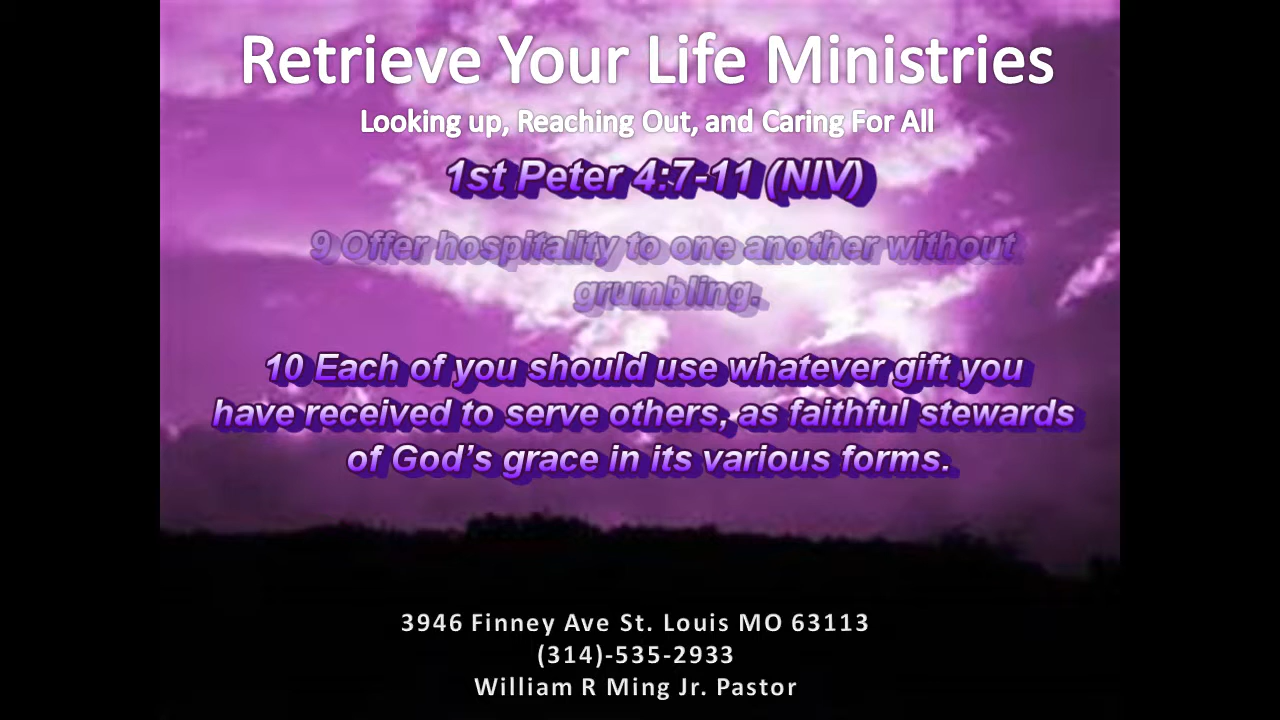 Retrieve Your Life Ministries
Looking up, Reaching Out, and Caring For All
1st Peter 4:7-11 (NIV)
9 Offer hospitality to one another without
grumbling.
10 Each of you should use whatever gift you
have received to serve others, as faithful stewards
of God’s grace in its various forms.
3946 Finney Ave St. Louis MO 63113
(314)-535-2933
William R Ming Jr. Pastor